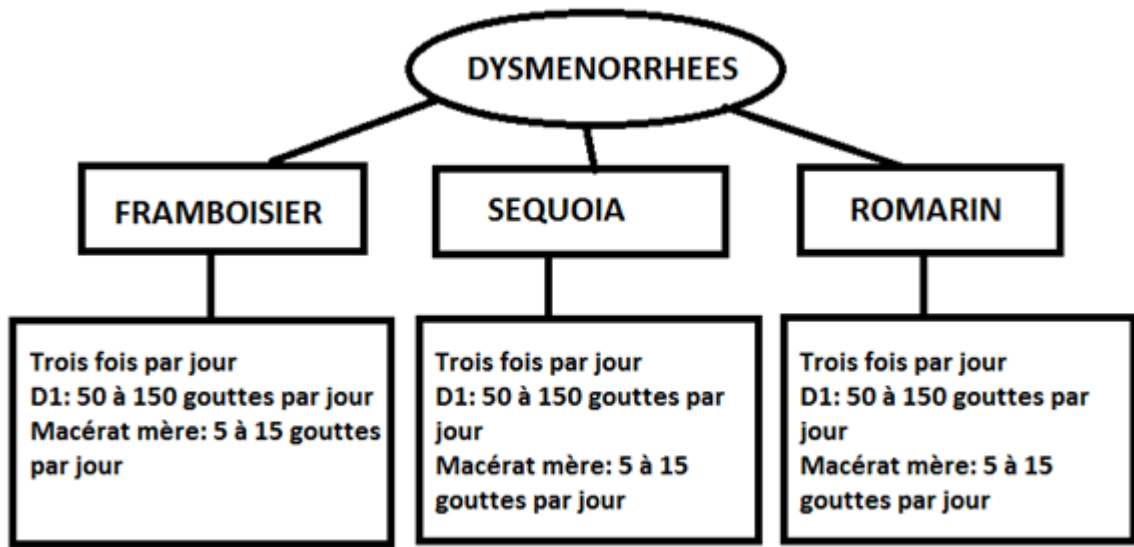 DYSMENORRHEES
FRAMBOISIER
SEQUOIA
ROMARIN
Trois fois par jour
D1: 50 à 150 gouttes par jour
Macérat mère: 5 à 15 gouttes
par jour
Trois fois par jour
D1: 50 à 150 gouttes par
jour
Macérat mère: 5 à 15
gouttes par jour
Trois fois par jour
D1: 50 à 150 gouttes par
jour
Macérat mère: 5 à 15
gouttes par jour